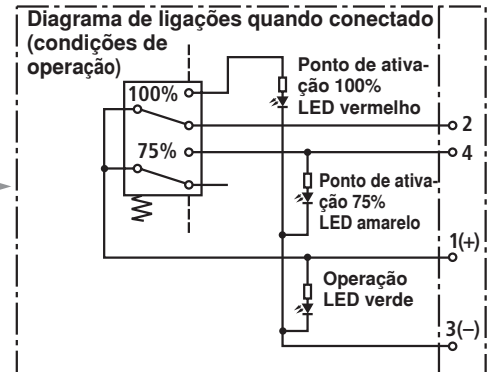 Diagrama de ligações quando conectado
(condições de
operação)
Ponto de ativa-
ção 100%
LED vermelho
100%
2
75%
4
Ponto de ativa-
ção 75%
LED amarelo
1(+)
Operação
LED verde
3(–)